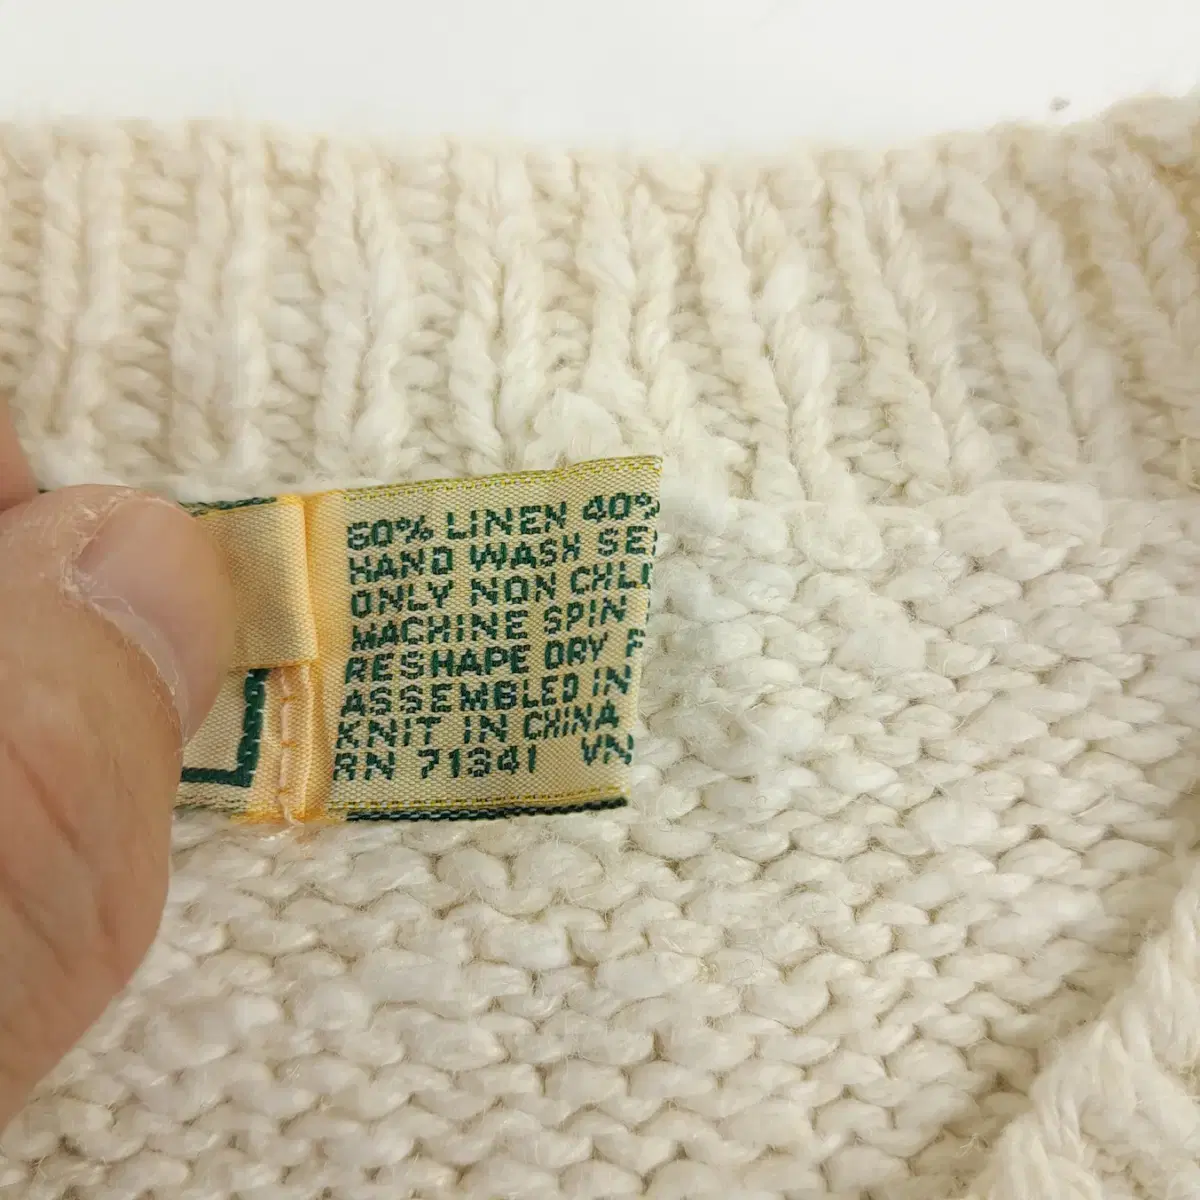 60% LINEN 40%
HAND WASH SE
ONLY NON CHL
MACHINE SPIN
RESHAPE DRY F
ASSEMBLED IN
KNIT IN CHINA
RN 71341 VN
L